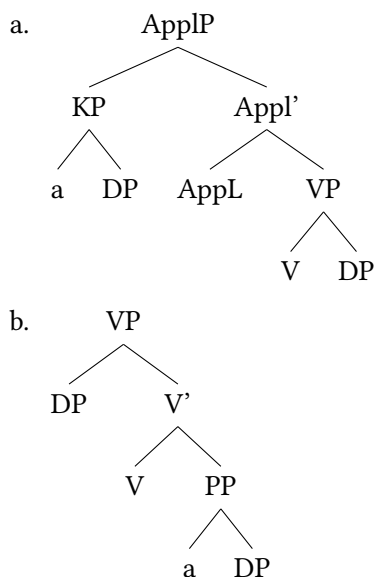 a. ApplP
KP Appl’
a DP AppL VP
V DP
b. VP
DP V’
V PP
a DP